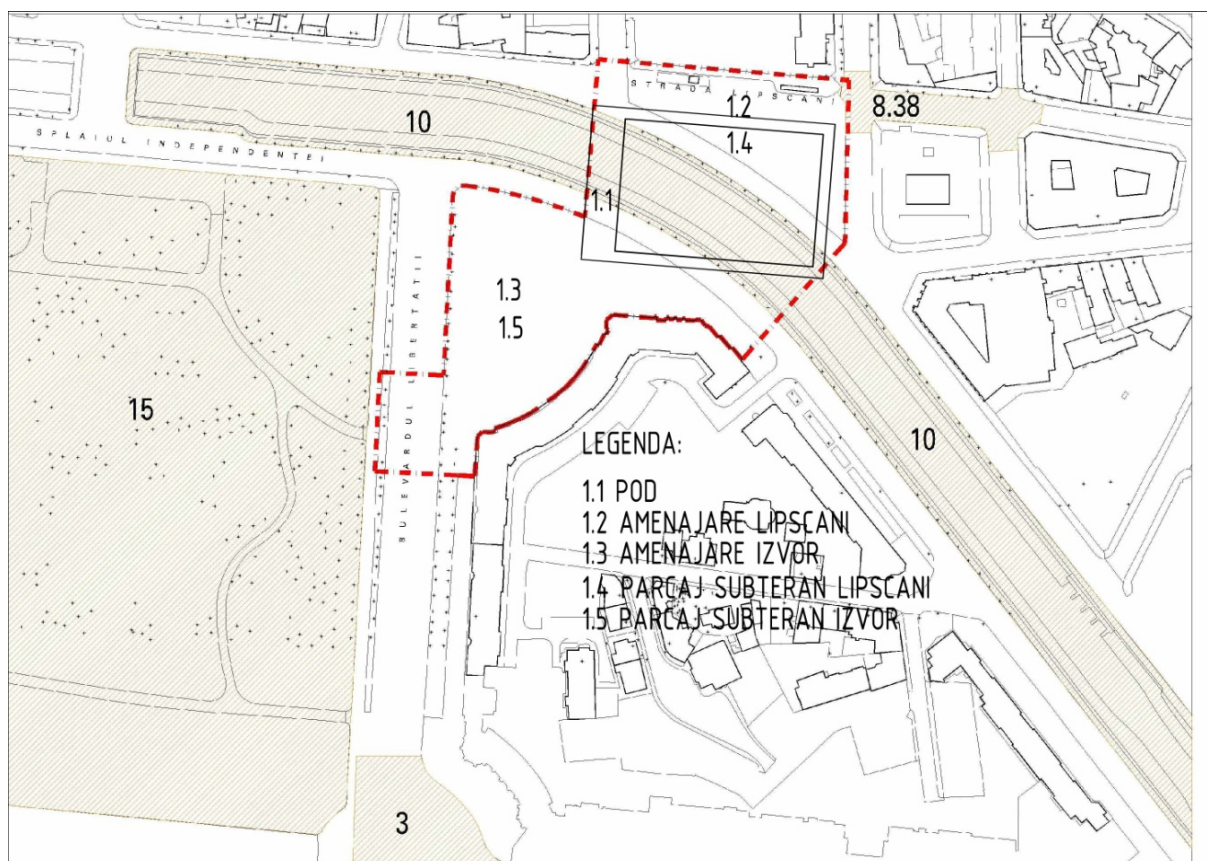 STRADA LIPSCANI
1.2
8.38
10
1.4
SPLAIUL INDEPENDENTEI
1.1
1.3
1.5
BULEVARDUL LIBERTATII
15
10
LEGENDA:
1.1 POD
1.2 AMENAJARE LIPSCANI
1.3 AMENAJARE IZVOR
1.4 PARCAJ SUBTERAN LIPSCANI
1.5 PARCAJ SUBTERAN IZVOR
3